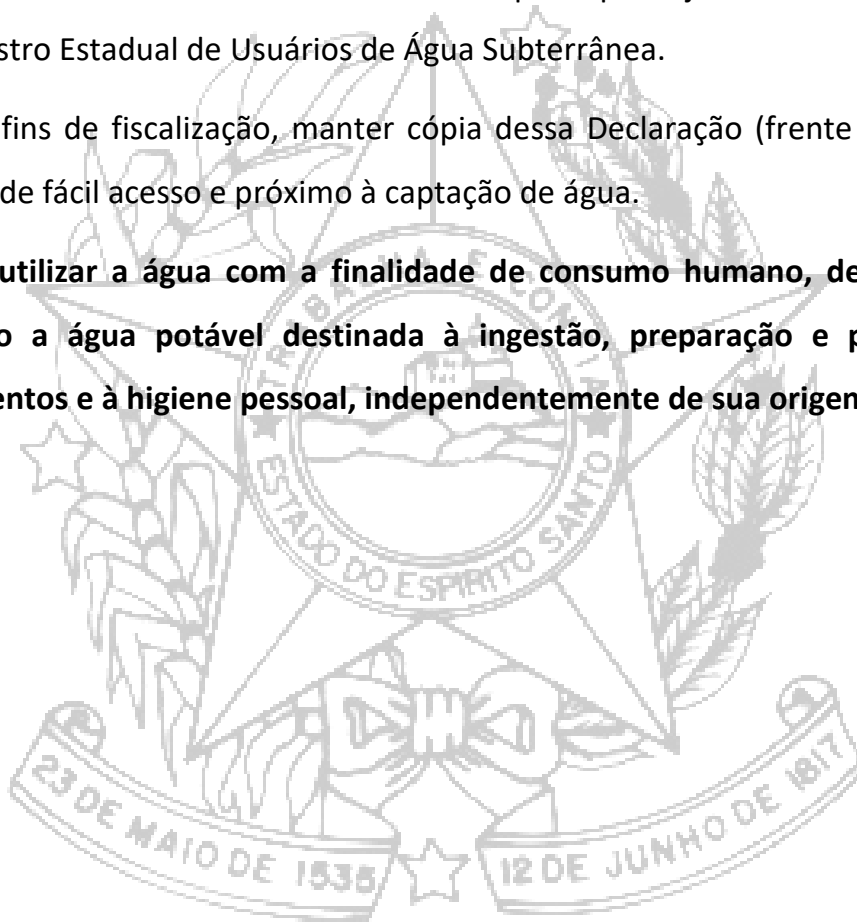 stro Estadual de Usuários de Água Subterrânea.
fins de fiscalização, manter cópia dessa Declaração (frente
de fácil acesso e próximo à captação de água.
utilizar a água com a finalidade de consumo humano, de
o a água potável destinada à ingestão, preparação e p
entos e à higiene pessoal, independentemente de sua origem
TRABALHA E CONFIA
ESTADO DO ESPIRITO SANTO
23 DE MAIO DE 1535
12 DE JUNHO DE 1817